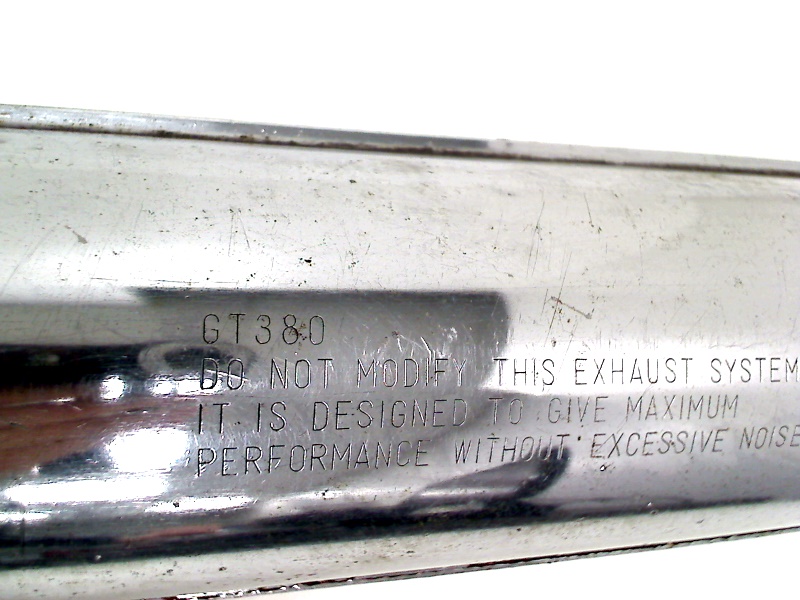 GT380
DO NOT MODIFY THIS EXHAUST SYSTEM
IT IS DESIGNED TO GIVE MAXIMUM
PERFORMANCE WITHOUT EXCESSIVE NOISE